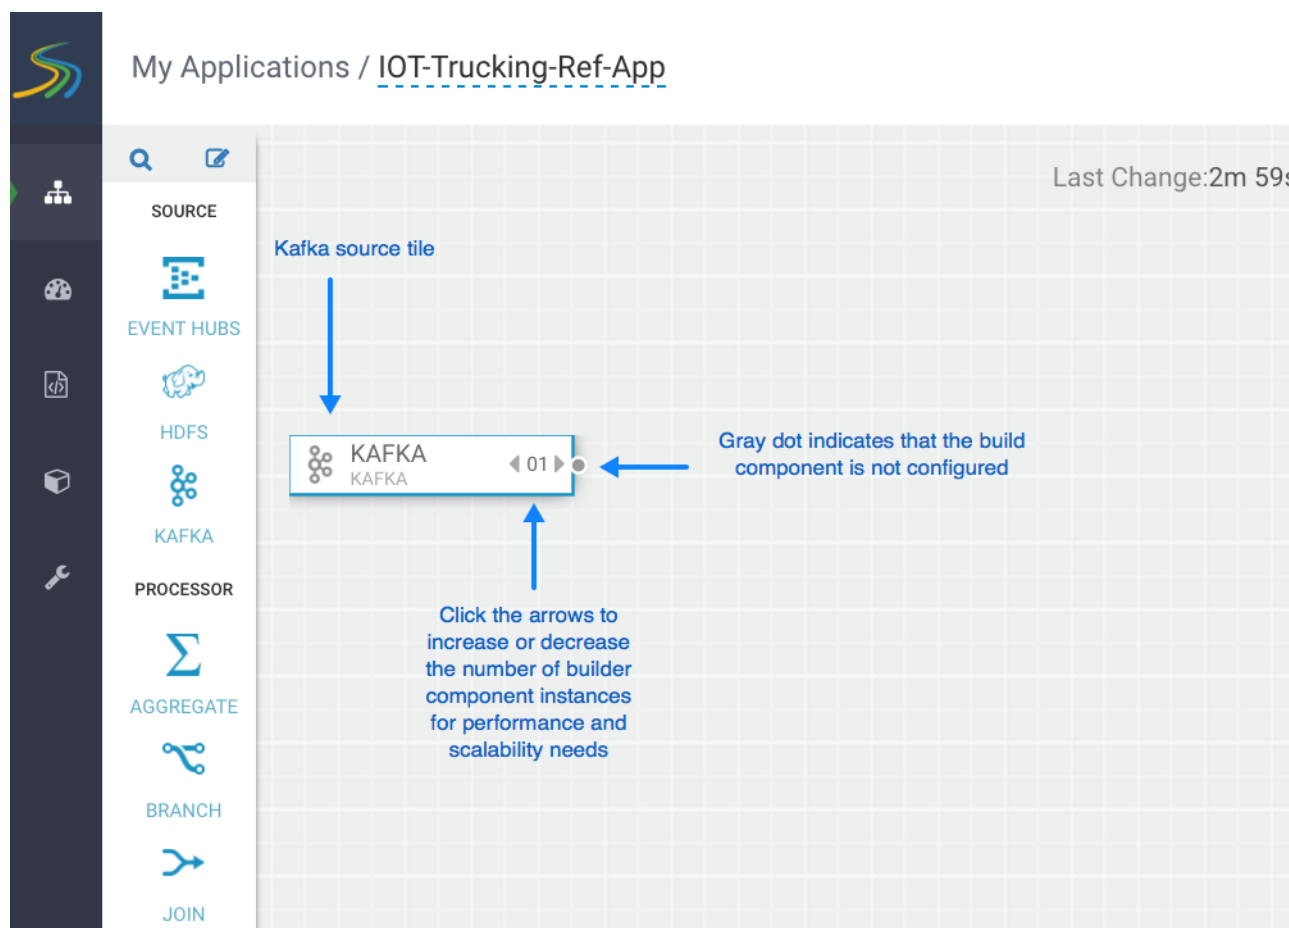 My Applications / IOT-Trucking-Ref-App
Last Change:2m 59s
SOURCE
EVENT HUBS
HDFS
KAFKA
PROCESSOR
AGGREGATE
BRANCH
JOIN
Kafka source tile
KAFKA
KAFKA
01
Gray dot indicates that the build
component is not configured
Click the arrows to
increase or decrease
the number of builder
component instances
for performance and
scalability needs